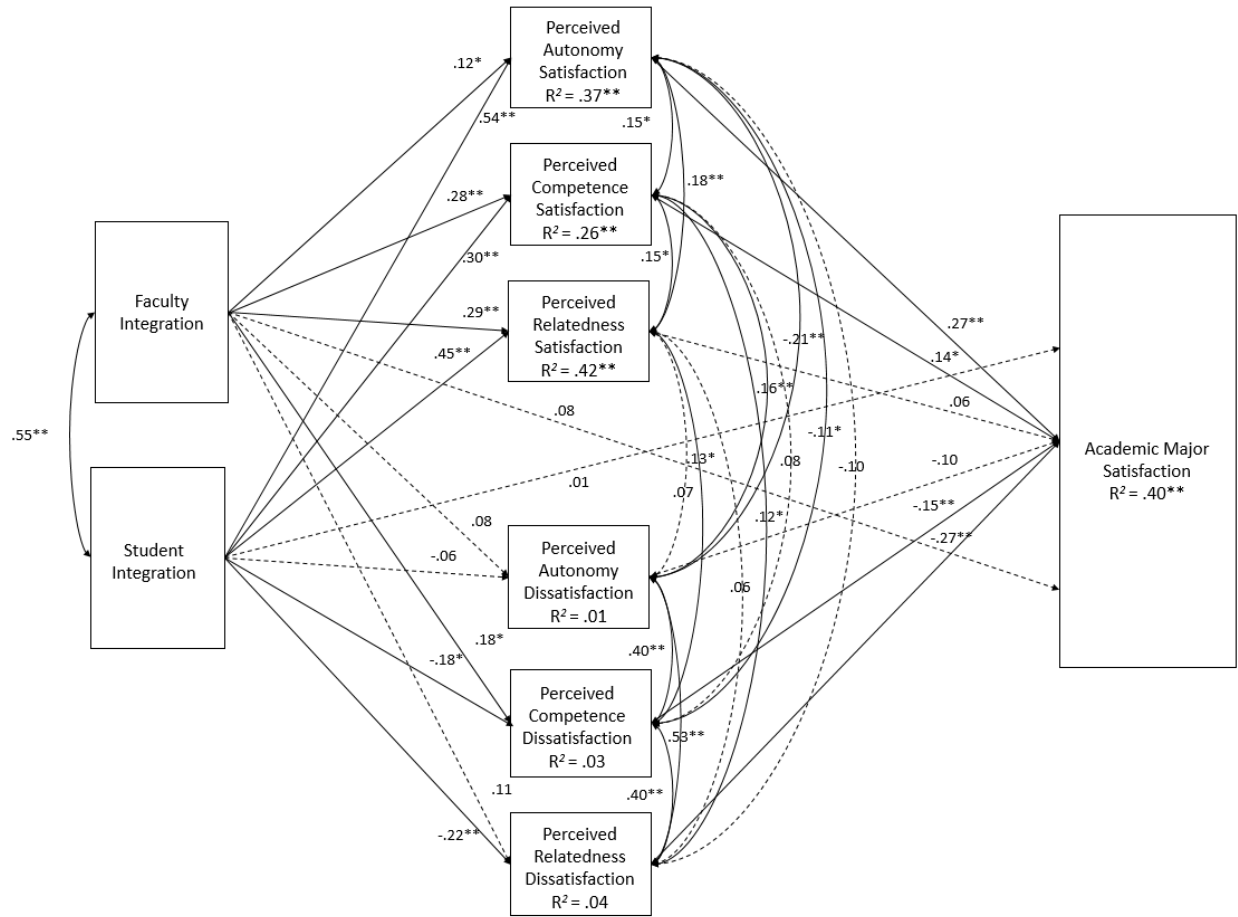 Perceived
Autonomy
Satisfaction
R² = .37**
.12*
.54**
.15*
Perceived
Competence
Satisfaction
R² = .26**
.18**
.28**
.30**
.15*
Faculty
Integration
Perceived
Relatedness
Satisfaction
R² = .42**
.29**
.45**
.27**
-.21**
.14*
.16**
.06
.08
-.11*
.55**
Academic Major
Satisfaction
R² = .40**
.13*
.08
-.10
-.10
.01
.07
.12*
-.15**
-.27**
Student
Integration
.08
-.06
Perceived
Autonomy
Dissatisfaction
R² = .01
.06
.18*
-.18*
.40**
Perceived
Competence
Dissatisfaction
R² = .03
.53**
.11
.40**
-.22**
Perceived
Relatedness
Dissatisfaction
R² = .04